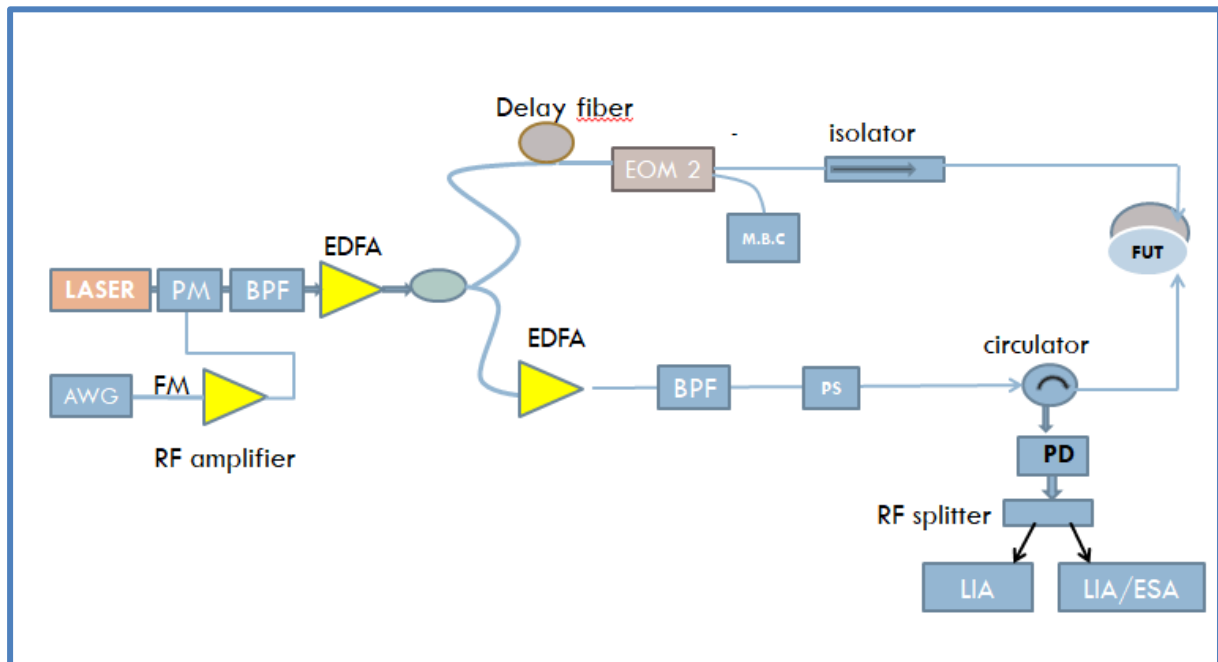 Delay fiber
-
isolator
EOM 2
M.B.C
FUT
EDFA
LASER
PM
BPF
EDFA
circulator
AWG
FM
BPF
PS
RF amplifier
PD
RF splitter
LIA
LIA/ESA